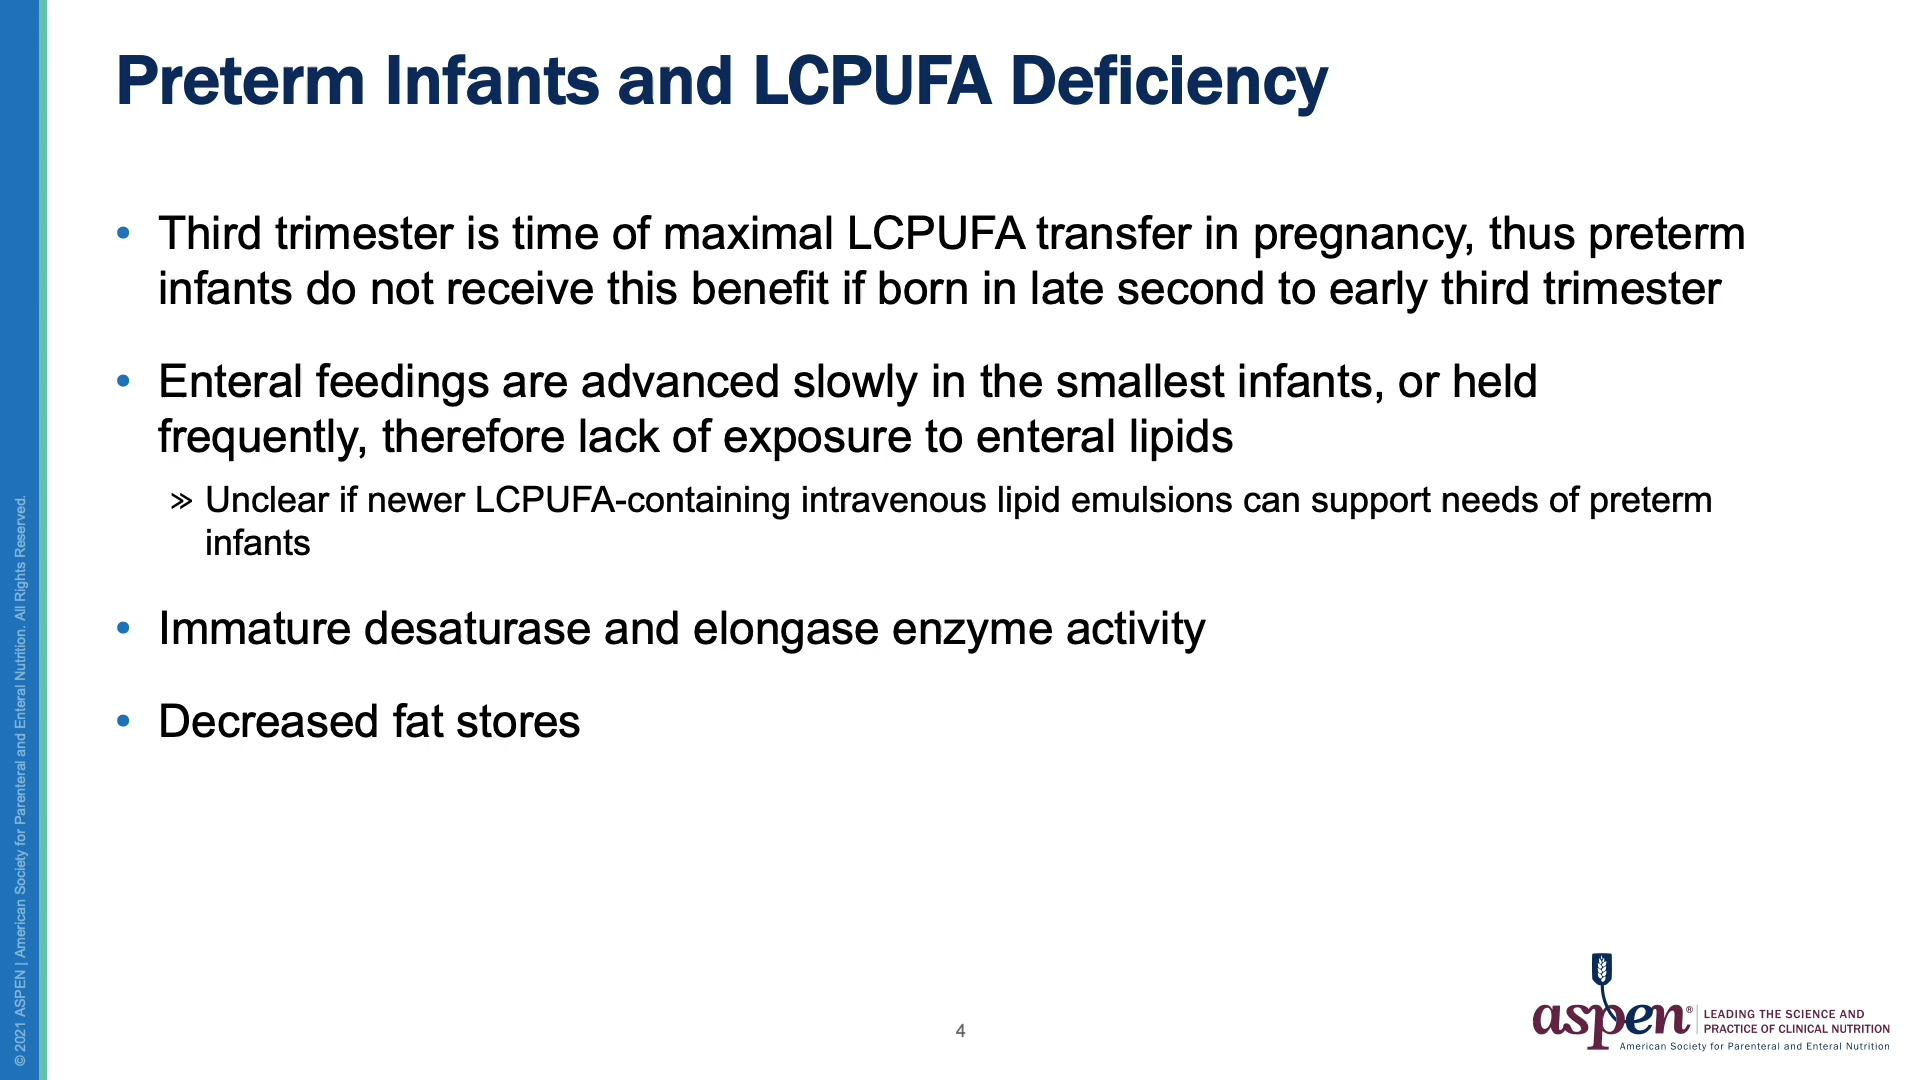 Preterm Infants and LCPUFA Deficiency
• Third trimester is time of maximal LCPUFA transfer in pregnancy, thus preterm
infants do not receive this benefit if born in late second to early third trimester
• Enteral feedings are advanced slowly in the smallest infants, or held
frequently, therefore lack of exposure to enteral lipids
» Unclear if newer LCPUFA-containing intravenous lipid emulsions can support needs of preterm
infants
• Immature desaturase and elongase enzyme activity
• Decreased fat stores
© 2021 ASPEN | American Society for Parenteral and Enteral Nutrition. All Rights Reserved.
4
aspen®
LEADING THE SCIENCE AND
PRACTICE OF CLINICAL NUTRITION
American Society for Parenteral and Enteral Nutrition